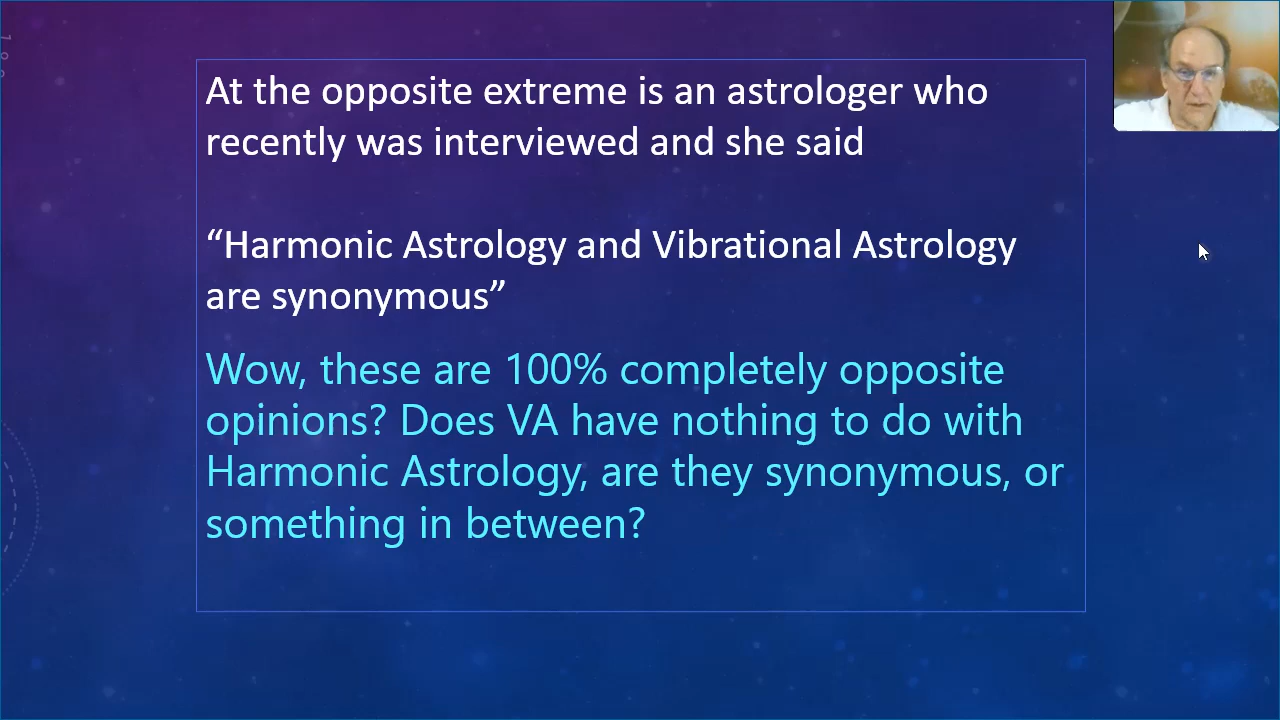 At the opposite extreme is an astrologer who
recently was interviewed and she said
“Harmonic Astrology and Vibrational Astrology
are synonymous”
Wow, these are 100% completely opposite
opinions? Does VA have nothing to do with
Harmonic Astrology, are they synonymous, or
something in between?